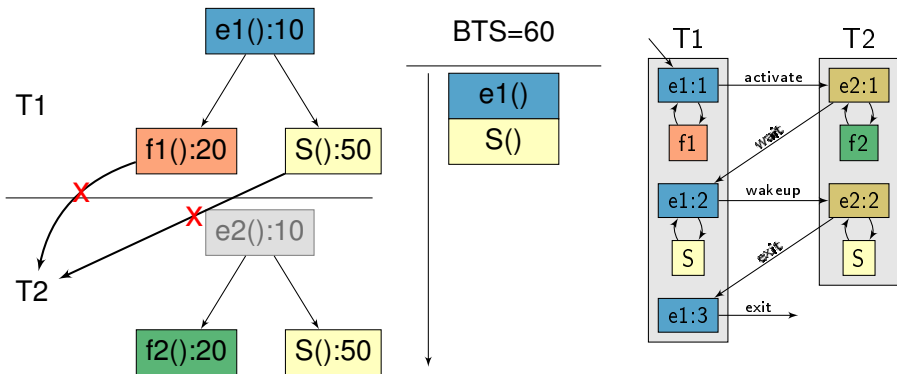 e1():10
T1
f1():20
S():50
X
X
e2():10
T2
f2():20
S():50
BTS=60
e1()
S()
T1
T2
e1:1
activate
e2:1
f1
wait
f2
e1:2
wakeup
e2:2
S
exit
S
e1:3
exit